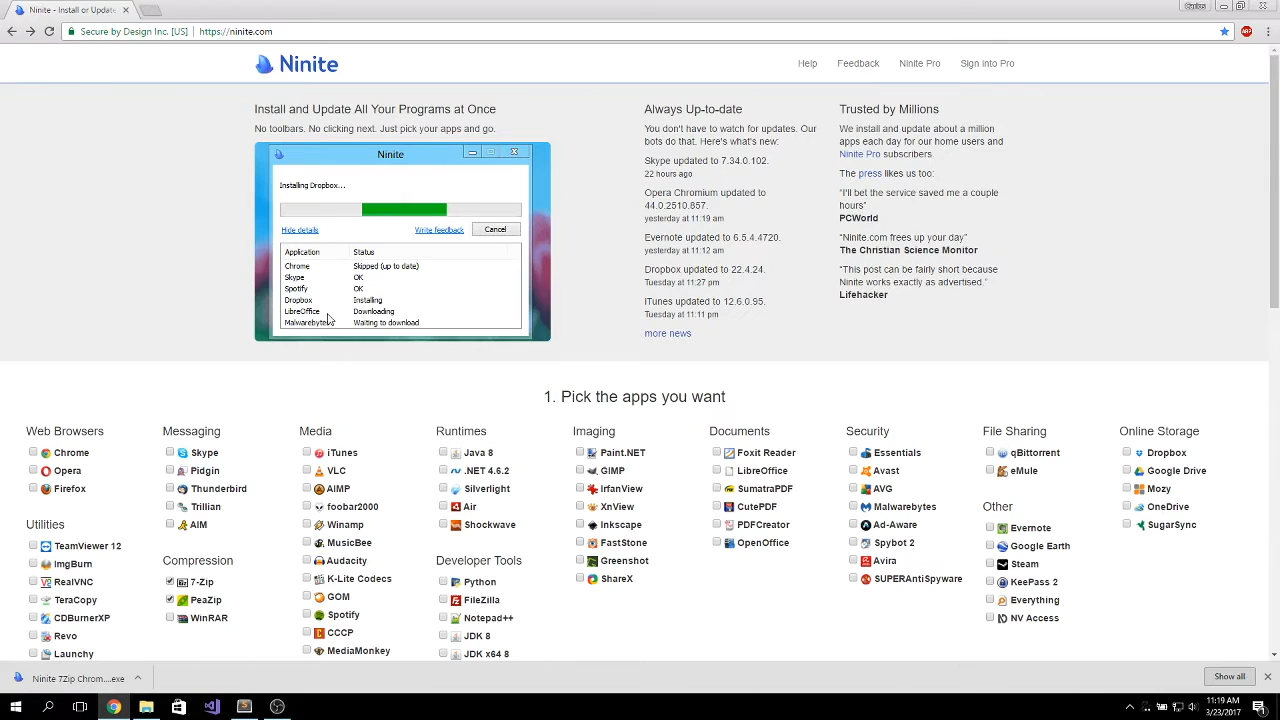 Ninite - Install or Update
Carlos
Secure by Design Inc. [US]
https://ninite.com
ABP
Ninite
Help
Feedback
Ninite Pro
Sign into Pro
Install and Update All Your Programs at Once
No toolbars. No clicking next. Just pick your apps and go.
Ninite
Installing Dropbox...
Hide details
Write feedback
Cancel
Application Status
Chrome Skipped (up to date)
Skype OK
Spotify OK
Dropbox Installing
LibreOffice Downloading
Malwarebytes Waiting to download
Always Up-to-date
You don't have to watch for updates. Our
bots do that. Here's what's new:
Skype updated to 7.34.0.102.
22 hours ago
Opera Chromium updated to
44.0.2510.857.
yesterday at 11:19 am
Evernote updated to 6.5.4.4720.
yesterday at 11:12 am
Dropbox updated to 22.4.24.
Tuesday at 11:27 pm
iTunes updated to 12.6.0.95.
Tuesday at 11:11 pm
more news
Trusted by Millions
We install and update about a million
apps each day for our home users and
Ninite Pro subscribers.
The press likes us too:
"I'll bet the service saved me a couple
hours"
PCWorld
"Ninite.com frees up your day"
The Christian Science Monitor
"This post can be fairly short because
Ninite works exactly as advertised."
Lifehacker
1. Pick the apps you want
Web Browsers
Chrome
Opera
Firefox
Utilities
TeamViewer 12
ImgBurn
RealVNC
TeraCopy
CDBurnerXP
Revo
Launchy
Messaging
Skype
Pidgin
Thunderbird
Trillian
AIM
Compression
7-Zip
PeaZip
WinRAR
Media
iTunes
VLC
AIMP
foobar2000
Winamp
MusicBee
Audacity
K-Lite Codecs
GOM
Spotify
CCCP
MediaMonkey
Runtimes
Java 8
.NET 4.6.2
Silverlight
Air
Shockwave
Developer Tools
Python
FileZilla
Notepad++
JDK 8
JDK x64 8
Imaging
Paint.NET
GIMP
IrfanView
XnView
Inkscape
FastStone
Greenshot
ShareX
Documents
Foxit Reader
LibreOffice
SumatraPDF
CutePDF
PDFCreator
OpenOffice
Security
Essentials
Avast
AVG
Malwarebytes
Ad-Aware
Spybot 2
Avira
SUPERAntiSpyware
File Sharing
qBittorrent
eMule
Other
Evernote
Google Earth
Steam
KeePass 2
Everything
NV Access
Online Storage
Dropbox
Google Drive
Mozy
OneDrive
SugarSync
Ninite 7Zip Chrom....exe
Show all
11:19 AM
3/23/2017